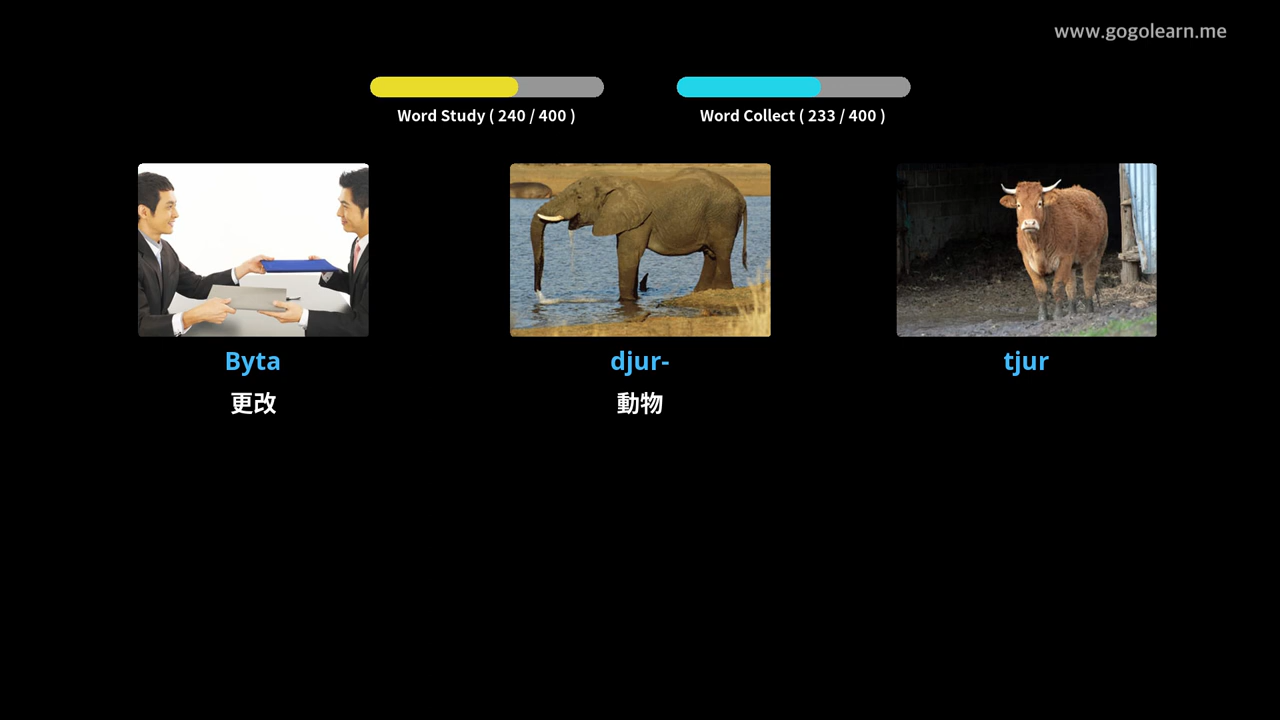 www.gogolearn.me
Word Study ( 240 / 400 )
Word Collect ( 233 / 400 )
Byta
djur-
tjur
更改
動物